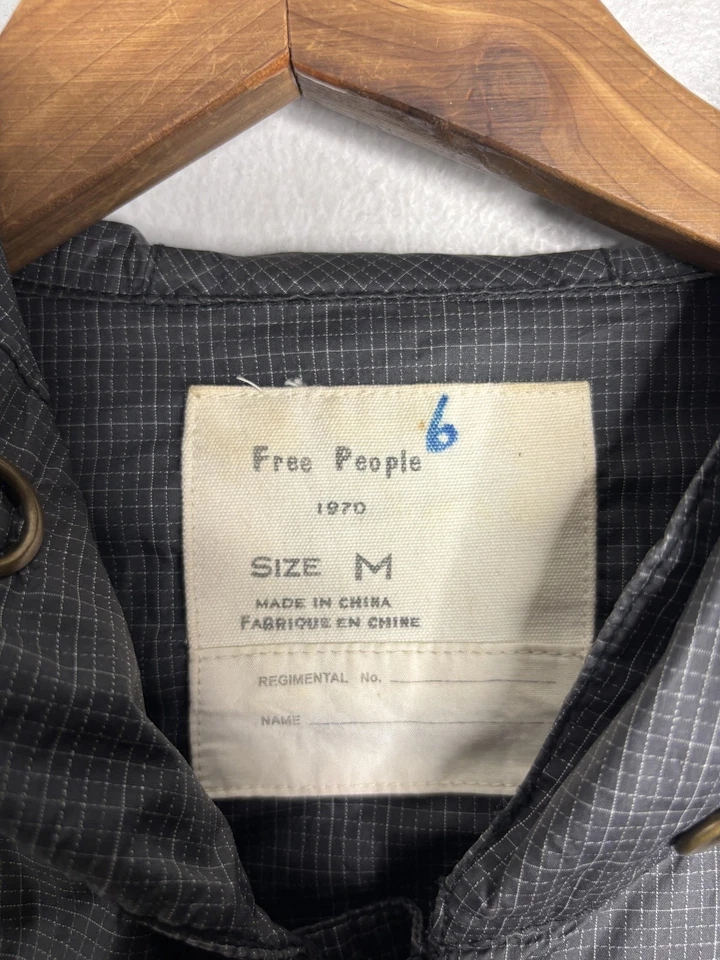 6
Free People
1970
SIZE M
MADE IN CHINA
FABRIQUE EN CHINE
REGIMENTAL No.
NAME